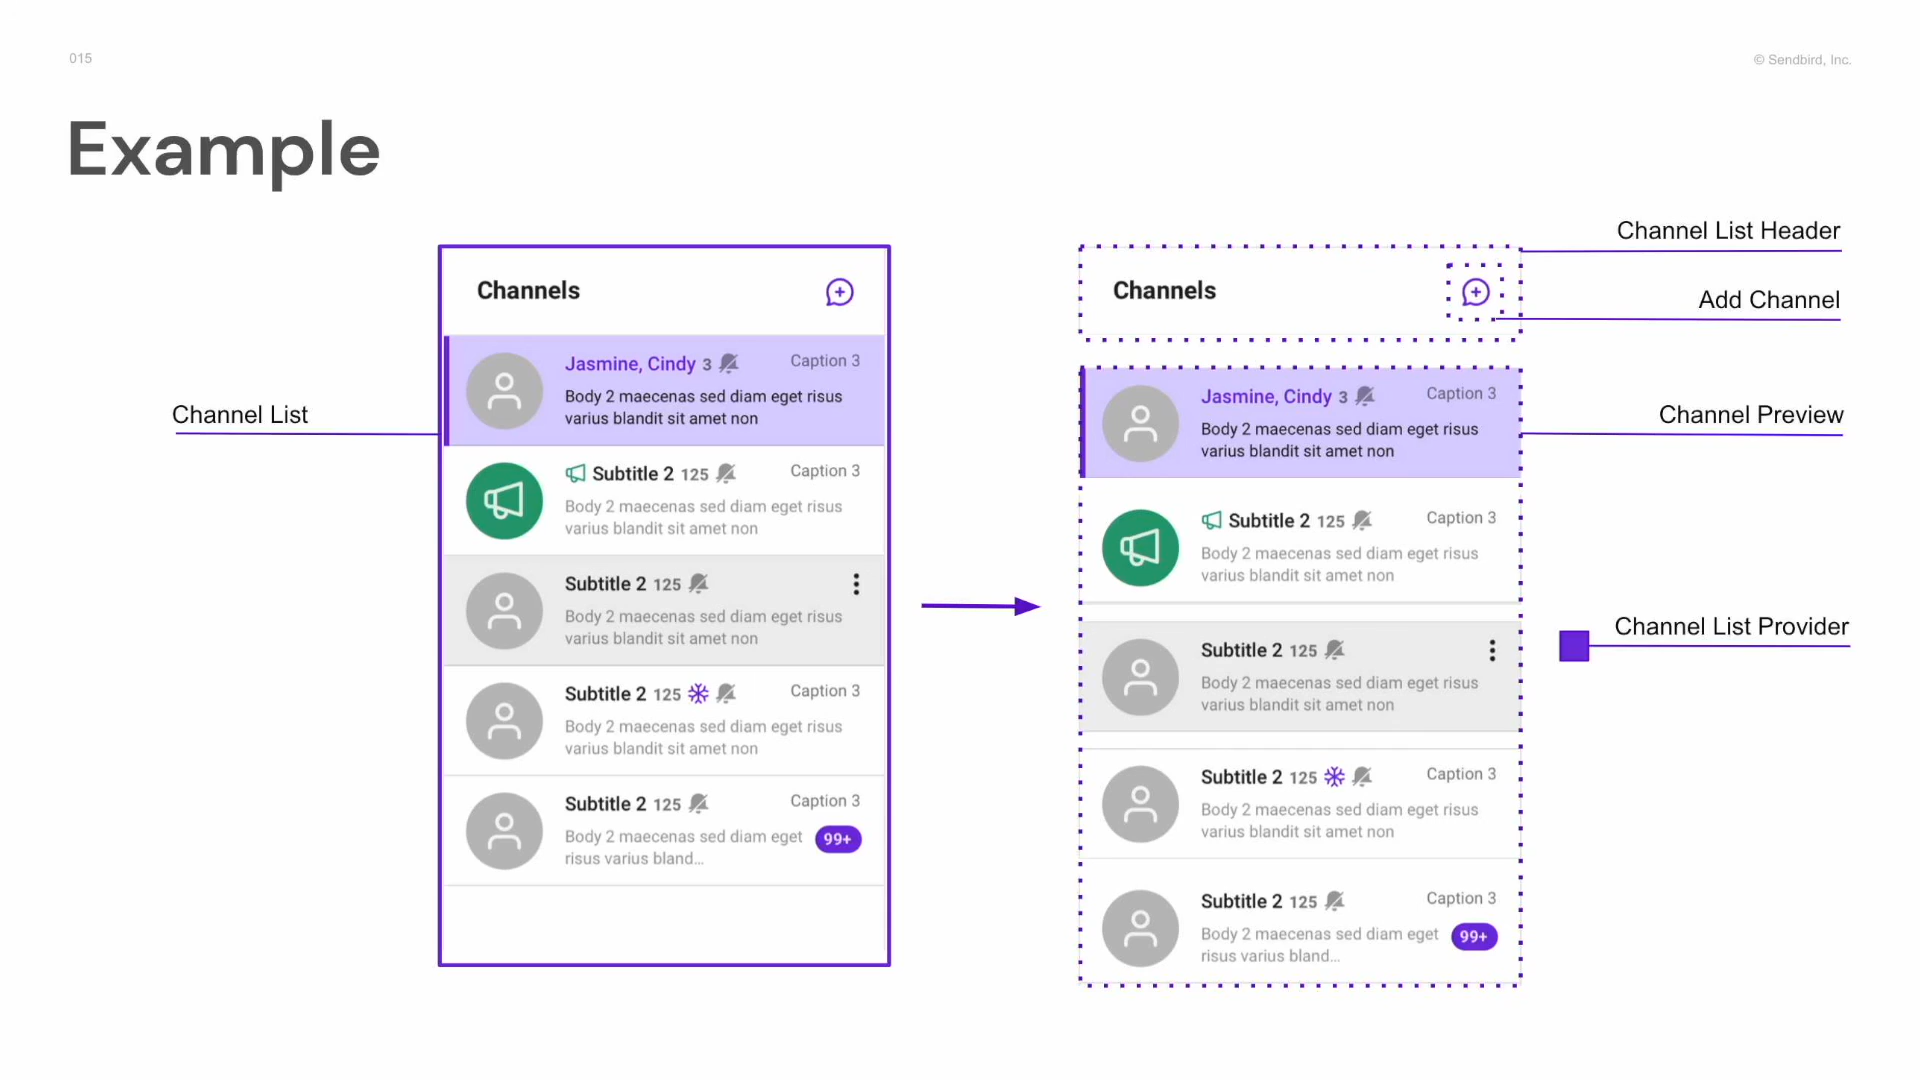 015
© Sendbird, Inc.
Example
Channel List
Channels
Jasmine, Cindy 3
Caption 3
Body 2 maecenas sed diam eget risus
varius blandit sit amet non
Subtitle 2 125
Caption 3
Body 2 maecenas sed diam eget risus
varius blandit sit amet non
Subtitle 2 125
Body 2 maecenas sed diam eget risus
varius blandit sit amet non
Subtitle 2 125
Caption 3
Body 2 maecenas sed diam eget risus
varius blandit sit amet non
Subtitle 2 125
Caption 3
Body 2 maecenas sed diam eget
risus varius bland...
99+
Channels
Jasmine, Cindy 3
Caption 3
Body 2 maecenas sed diam eget risus
varius blandit sit amet non
Subtitle 2 125
Caption 3
Body 2 maecenas sed diam eget risus
varius blandit sit amet non
Subtitle 2 125
Body 2 maecenas sed diam eget risus
varius blandit sit amet non
Subtitle 2 125
Caption 3
Body 2 maecenas sed diam eget risus
varius blandit sit amet non
Subtitle 2 125
Caption 3
Body 2 maecenas sed diam eget
risus varius bland...
99+
Channel List Header
Add Channel
Channel Preview
Channel List Provider